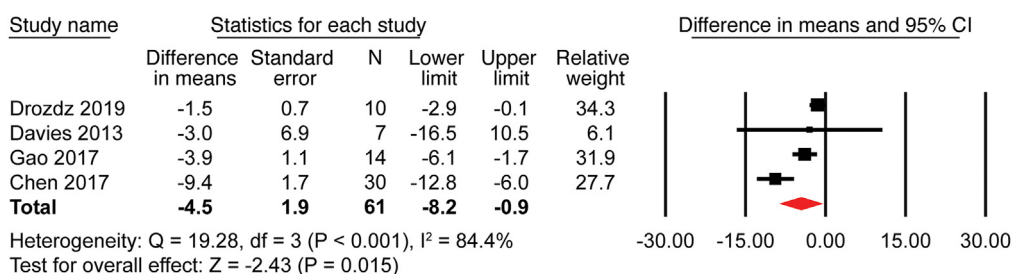 Study name Statistics for each study Difference in means and 95% CI
Difference in means Standard error N Lower limit Upper limit Relative weight
Drozdz 2019 -1.5 0.7 10 -2.9 -0.1 34.3
Davies 2013 -3.0 6.9 7 -16.5 10.5 6.1
Gao 2017 -3.9 1.1 14 -6.1 -1.7 31.9
Chen 2017 -9.4 1.7 30 -12.8 -6.0 27.7
Total -4.5 1.9 61 -8.2 -0.9
Heterogeneity: Q = 19.28, df = 3 (P < 0.001), I² = 84.4%
Test for overall effect: Z = -2.43 (P = 0.015)
-30.00 -15.00 0.00 15.00 30.00